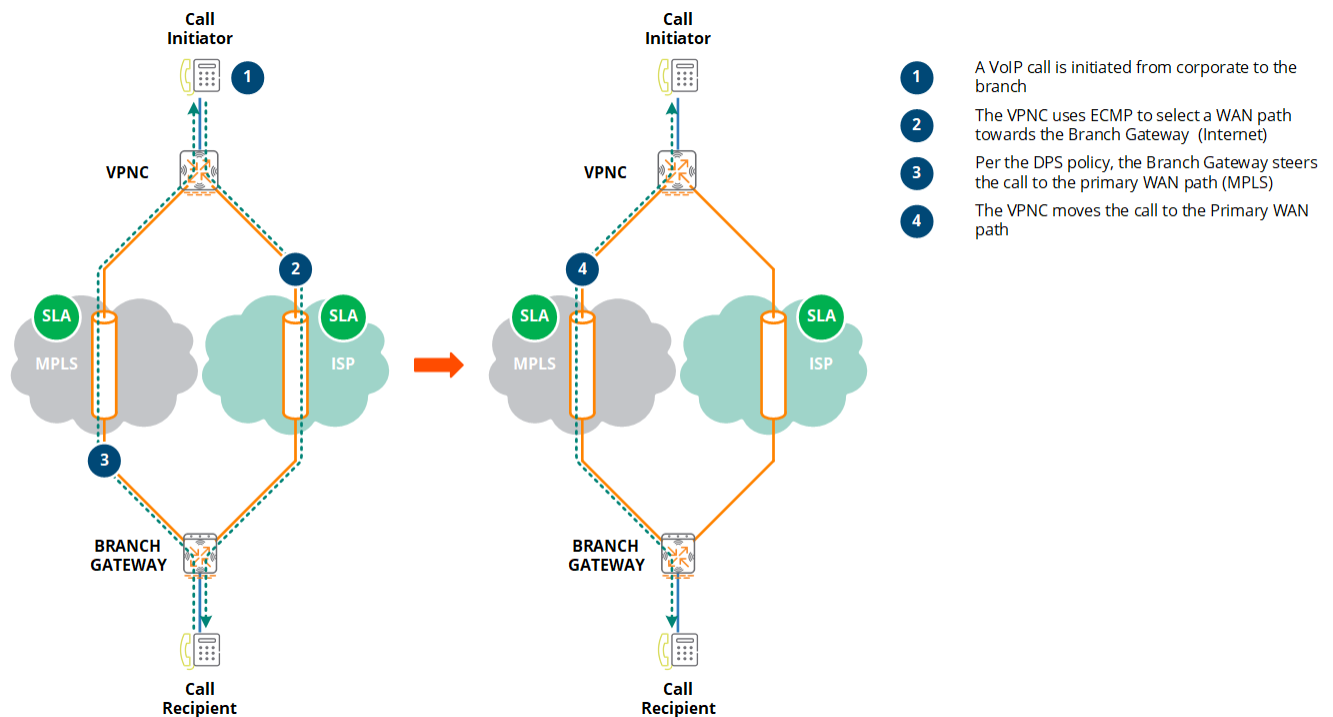 Call
Initiator
1
VPNC
2
SLA
MPLS
SLA
ISP
3
BRANCH
GATEWAY
Call
Recipient
Call
Initiator
VPNC
4
SLA
MPLS
SLA
ISP
BRANCH
GATEWAY
Call
Recipient
1 A VoIP call is initiated from corporate to the
branch
2 The VPNC uses ECMP to select a WAN path
towards the Branch Gateway (Internet)
3 Per the DPS policy, the Branch Gateway steers
the call to the primary WAN path (MPLS)
4 The VPNC moves the call to the Primary WAN
path